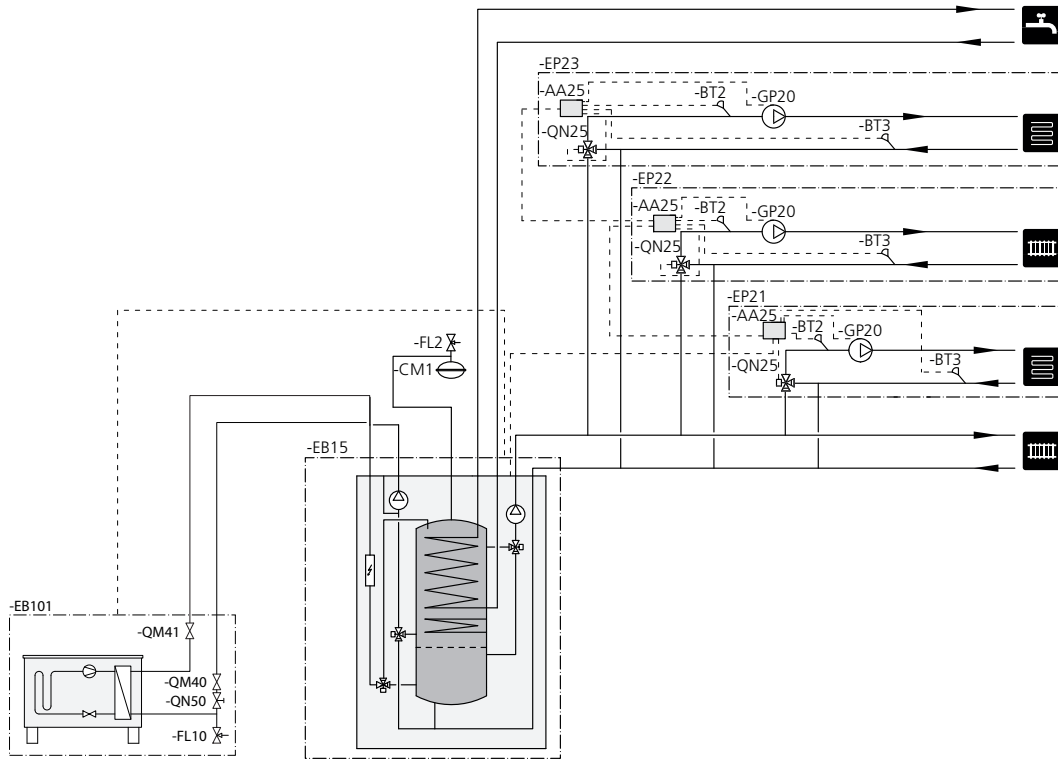 -EP23
-AA25
-BT2
-GP20
-QN25
-BT3
-EP22
-AA25
-BT2
-GP20
-QN25
-BT3
-EP21
-AA25
-BT2
-GP20
-QN25
-BT3
-FL2
-CM1
-EB15
-EB101
-QM41
-QM40
-QN50
-FL10